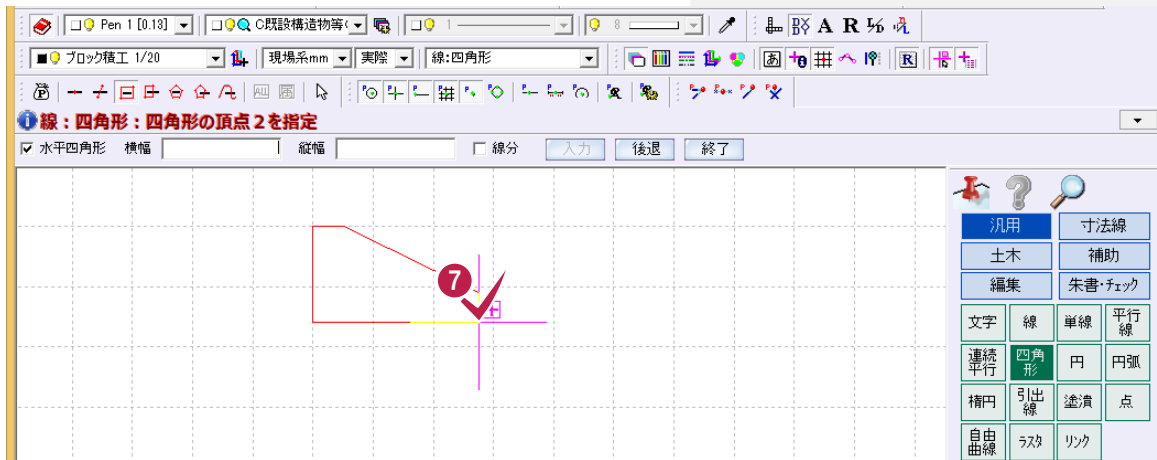 Pen 1 [0.13] C既設構造物等( 1 8 A R
ブロック積工 1/20 現場系mm 実際 線:四角形 あ R
ALL
線：四角形：四角形の頂点２を指定
水平四角形 横幅 縦幅 線分 入力 後退 終了
7
汎用 寸法線
土木 補助
編集 朱書・チェック
文字 線 単線 平行線
連続平行 四角形 円 円弧
楕円 引出線 塗潰 点
自由曲線 ラスタ リンク